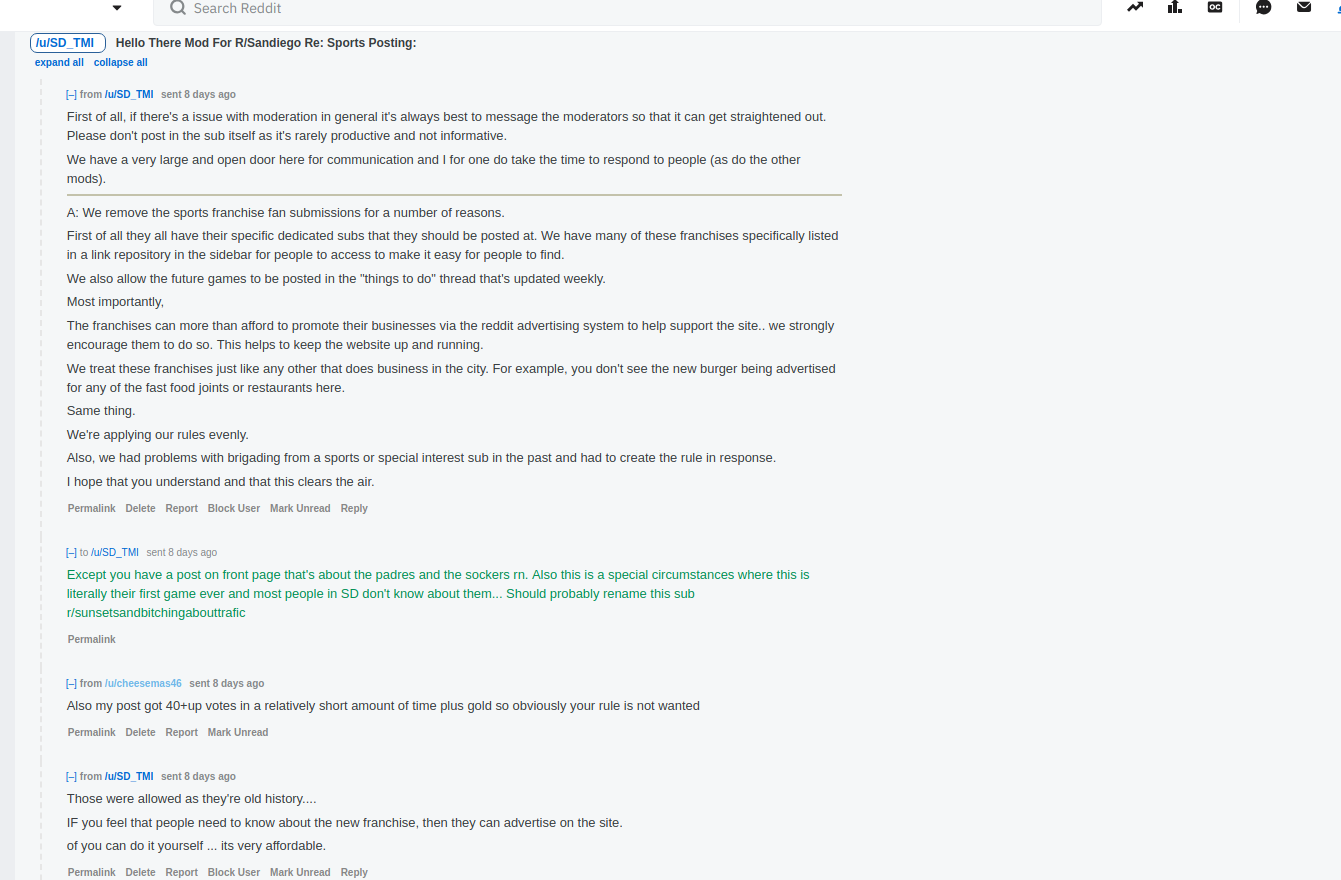 Search Reddit
OC
/u/SD_TMI Hello There Mod For R/Sandiego Re: Sports Posting:
expand all collapse all
[–] from /u/SD_TMI sent 8 days ago
First of all, if there's a issue with moderation in general it's always best to message the moderators so that it can get straightened out.
Please don't post in the sub itself as it's rarely productive and not informative.
We have a very large and open door here for communication and I for one do take the time to respond to people (as do the other
mods).
A: We remove the sports franchise fan submissions for a number of reasons.
First of all they all have their specific dedicated subs that they should be posted at. We have many of these franchises specifically listed
in a link repository in the sidebar for people to access to make it easy for people to find.
We also allow the future games to be posted in the "things to do" thread that's updated weekly.
Most importantly,
The franchises can more than afford to promote their businesses via the reddit advertising system to help support the site.. we strongly
encourage them to do so. This helps to keep the website up and running.
We treat these franchises just like any other that does business in the city. For example, you don't see the new burger being advertised
for any of the fast food joints or restaurants here.
Same thing.
We're applying our rules evenly.
Also, we had problems with brigading from a sports or special interest sub in the past and had to create the rule in response.
I hope that you understand and that this clears the air.
Permalink Delete Report Block User Mark Unread Reply
[–] to /u/SD_TMI sent 8 days ago
Except you have a post on front page that's about the padres and the sockers rn. Also this is a special circumstances where this is
literally their first game ever and most people in SD don't know about them... Should probably rename this sub
r/sunsetsandbitchingabouttrafic
Permalink
[–] from /u/cheesemas46 sent 8 days ago
Also my post got 40+up votes in a relatively short amount of time plus gold so obviously your rule is not wanted
Permalink Delete Report Mark Unread
[–] from /u/SD_TMI sent 8 days ago
Those were allowed as they're old history....
IF you feel that people need to know about the new franchise, then they can advertise on the site.
of you can do it yourself ... its very affordable.
Permalink Delete Report Block User Mark Unread Reply